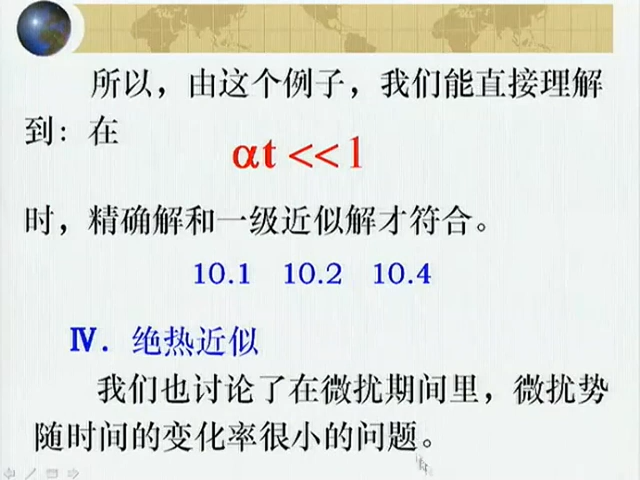 所以，由这个例子，我们能直接理解
到：在
αt <<1
时，精确解和一级近似解才符合。
10.1 10.2 10.4
Ⅳ．绝热近似
我们也讨论了在微扰期间里，微扰势
随时间的变化率很小的问题。